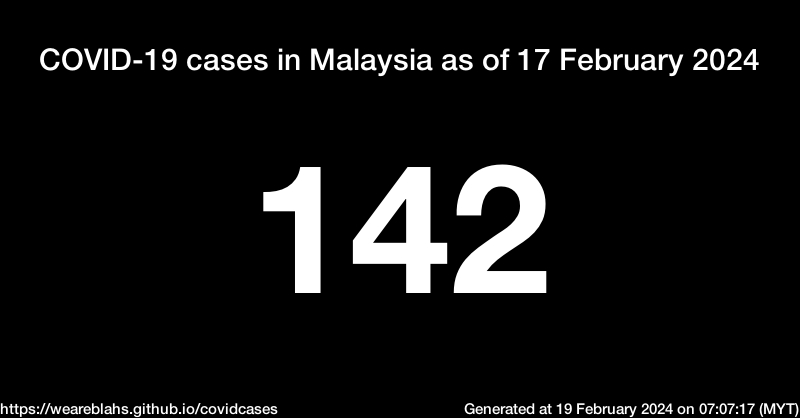 COVID-19 cases in Malaysia as of 17 February 2024
142
https://weareblahs.github.io/covidcases
Generated at 19 February 2024 on 07:07:17 (MYT)